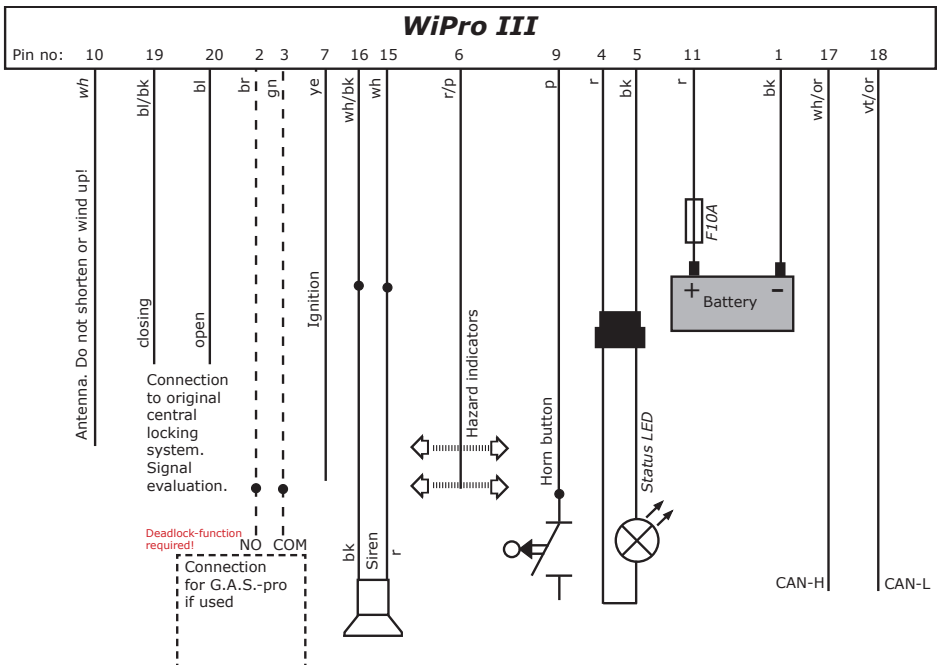 WiPro III
Pin no: 10 19 20 2 3 7 16 15 6 9 4 5 11 1 17 18
wh
bl/bk
bl
br
gn
ye
wh/bk
wh
r/p
p
r
bk
r
bk
wh/or
vt/or
Antenna. Do not shorten or wind up!
closing
open
Ignition
Hazard indicators
Horn button
Status LED
F10A
+ -
Battery
Connection
to original
central
locking
system.
Signal
evaluation.
Deadlock-function
required!
NO COM
Connection
for G.A.S.-pro
if used
bk
Siren
r
CAN-H
CAN-L